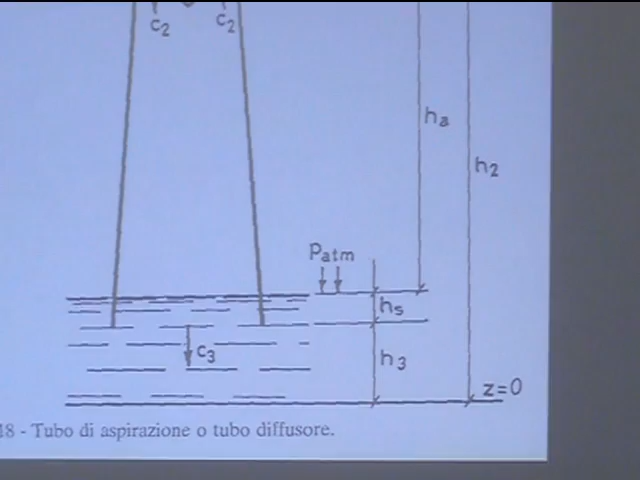 c2 c2
ha
h2
Patm
hs
c3
h3
z=0
18 - Tubo di aspirazione o tubo diffusore.